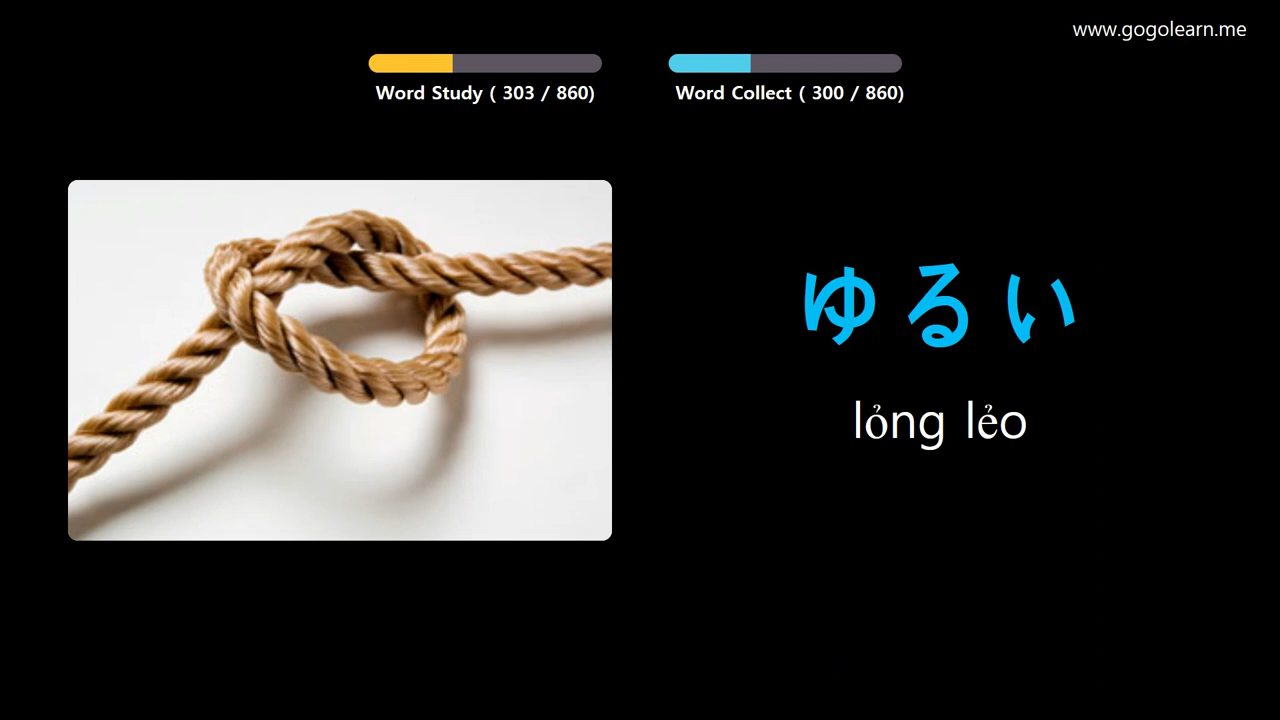 www.gogolearn.me
Word Study ( 303 / 860)
Word Collect ( 300 / 860)
ゆるい
lỏng lẻo